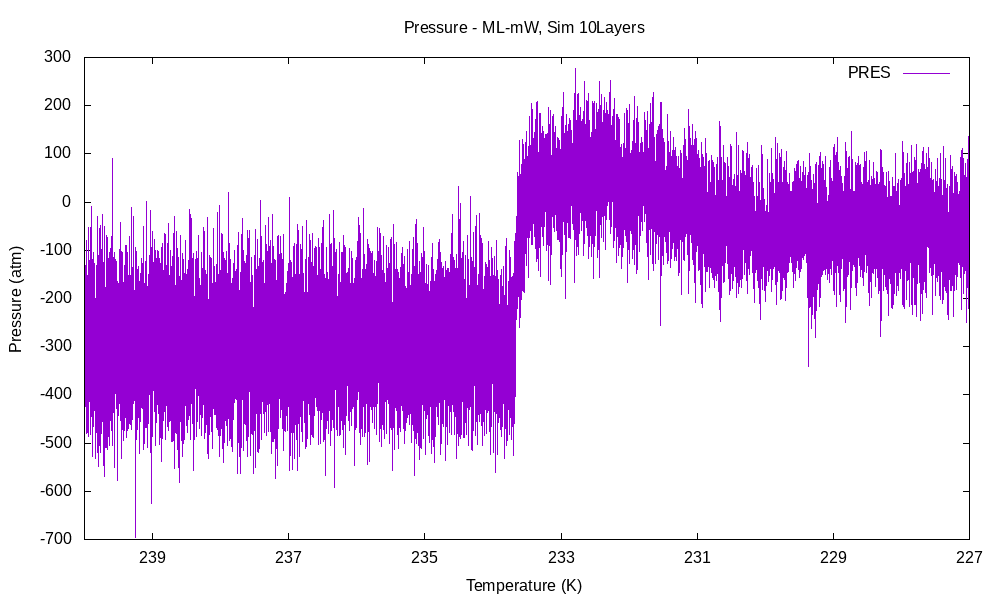 Pressure - ML-mW, Sim 10Layers
PRES
300
200
100
0
-100
-200
-300
-400
-500
-600
-700
Pressure (atm)
239 237 235 233 231 229 227
Temperature (K)